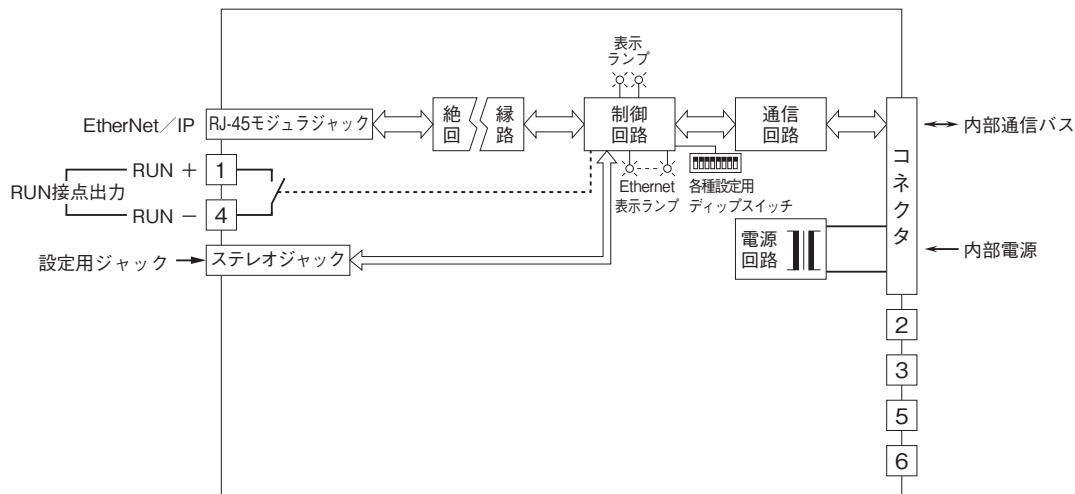 表示
ランプ
EtherNet／IP
RJ-45モジュラジャック
絶
回
縁
路
制御
回路
通信
回路
内部通信バス
コネクタ
RUN接点出力
RUN ＋
1
RUN －
4
Ethernet
表示ランプ
各種設定用
ディップスイッチ
設定用ジャック
ステレオジャック
電源
回路
内部電源
2
3
5
6